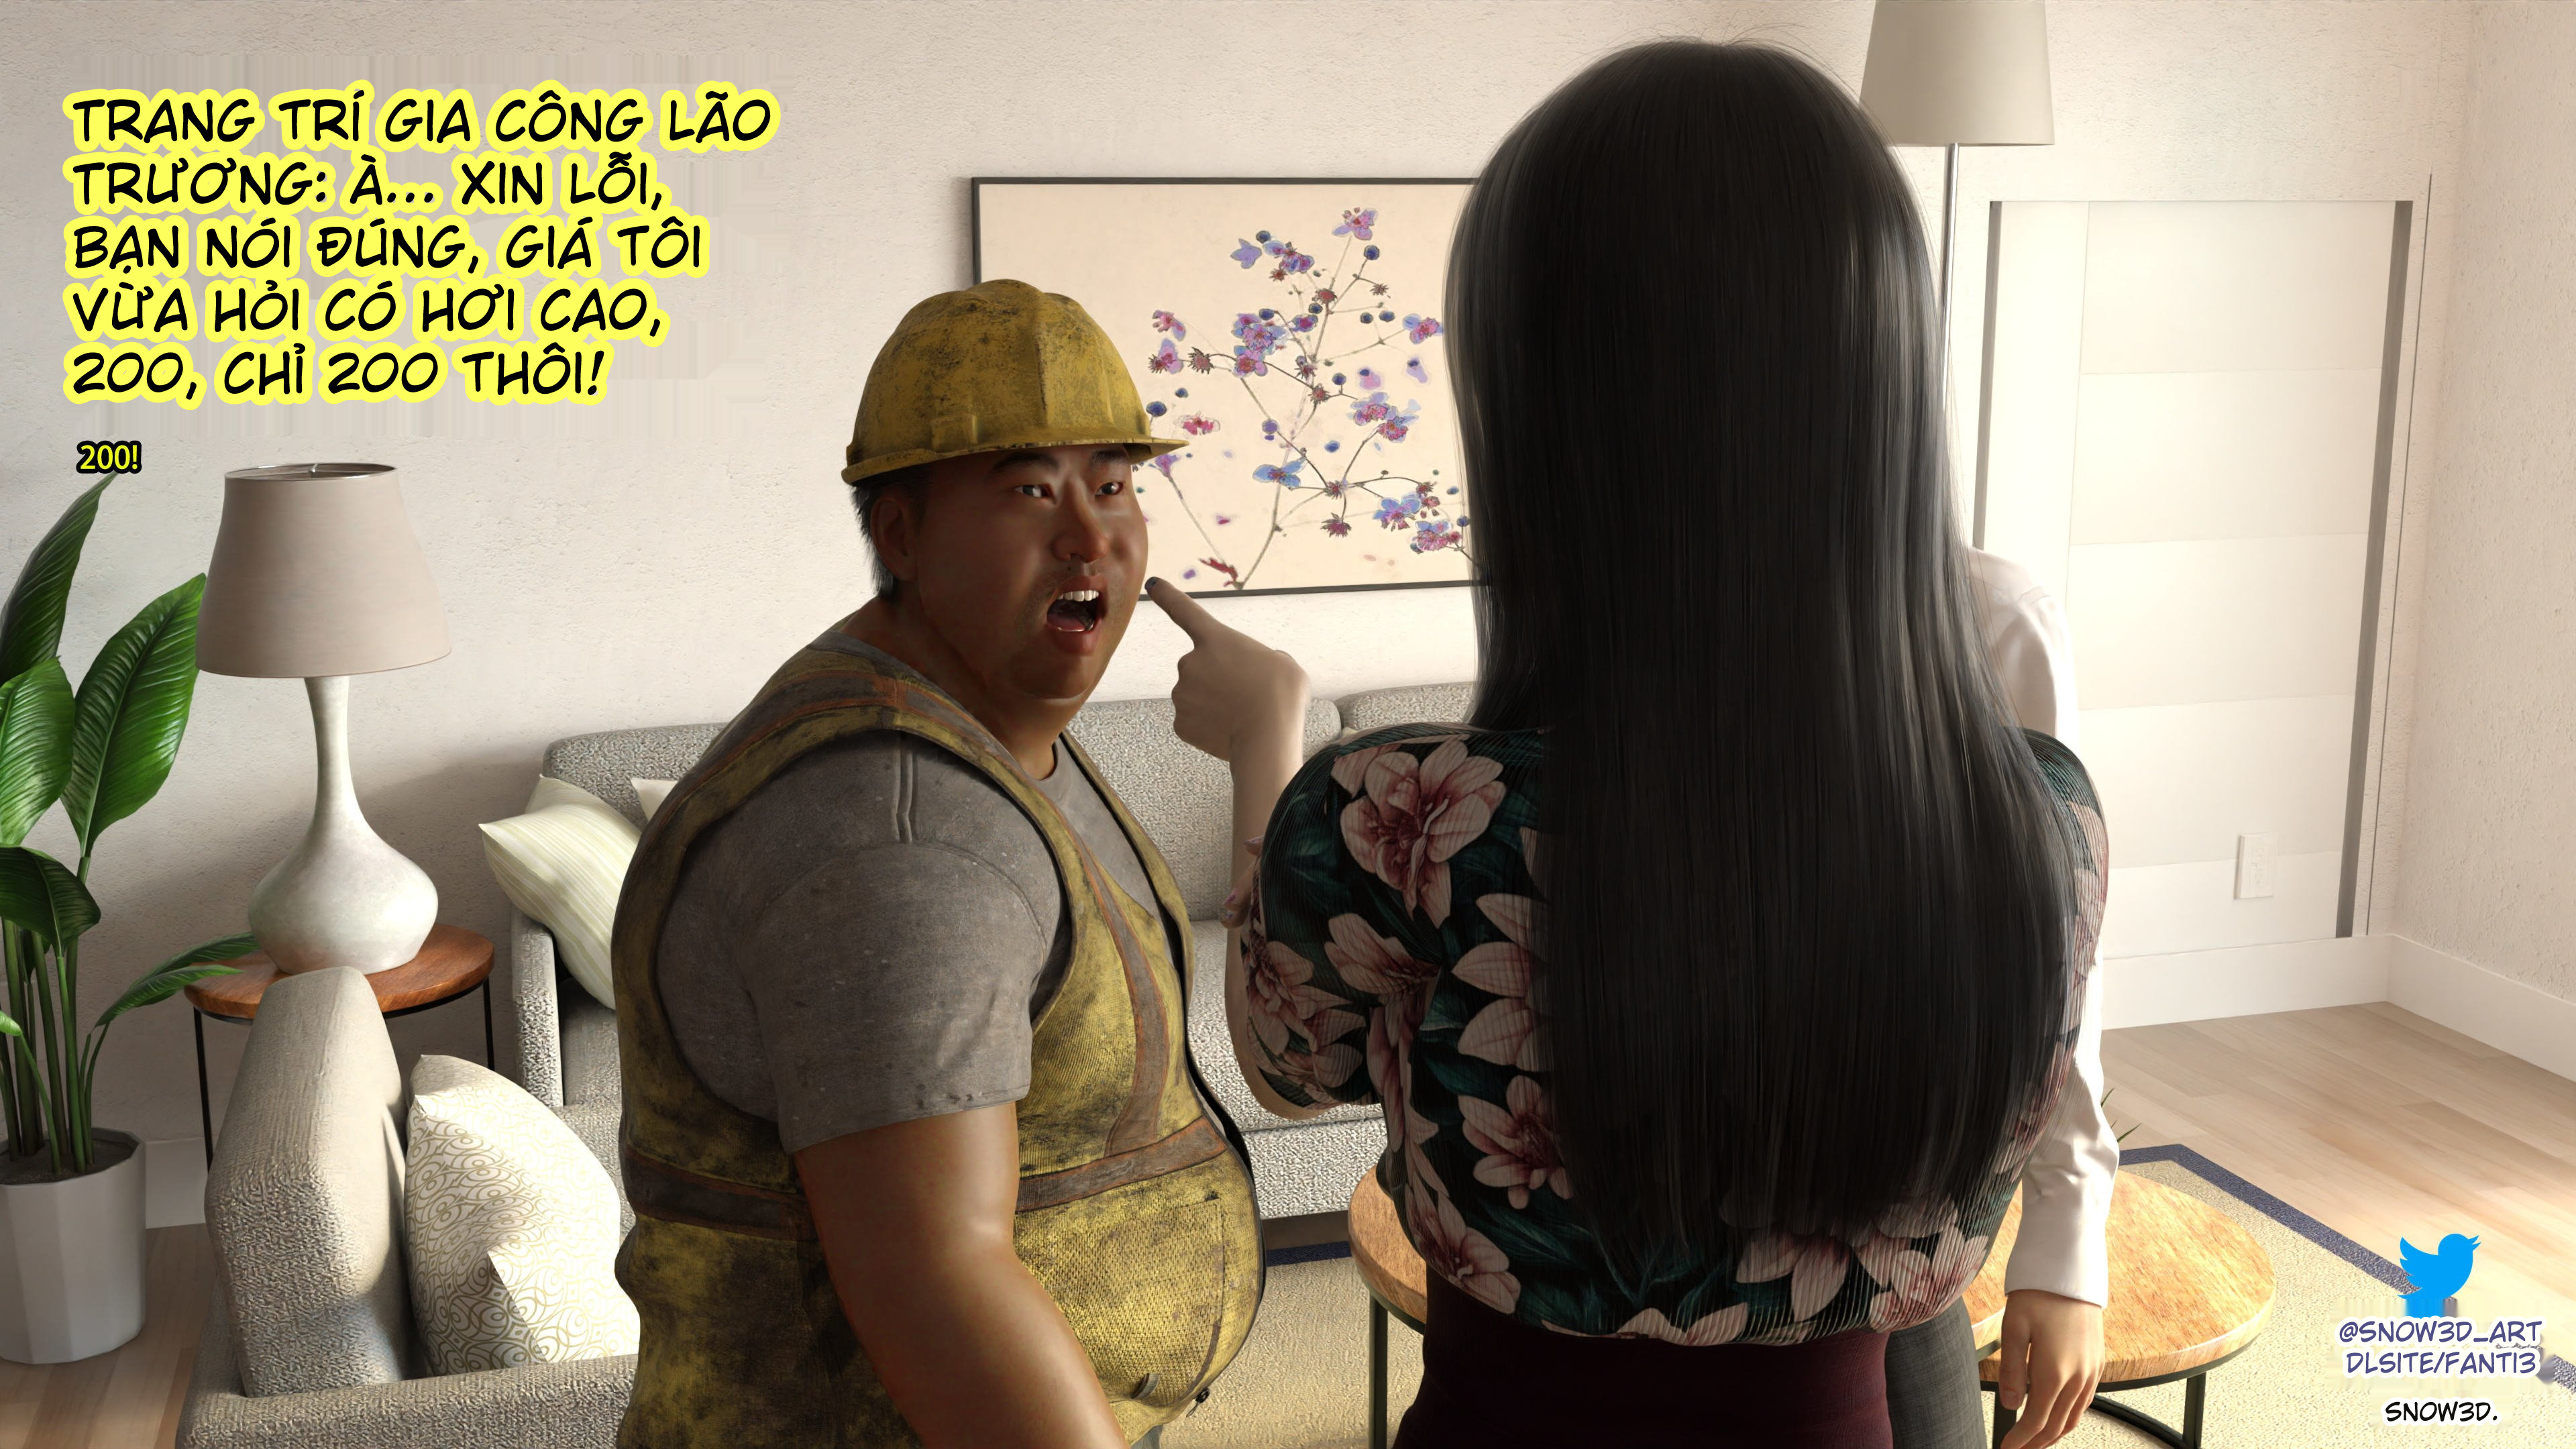 TRANG TRÍ GIA CÔNG LÃO
TRƯƠNG: À... XIN LỖI,
BẠN NÓI ĐÚNG, GIÁ TÔI
VỪA HỎI CÓ HƠI CAO,
200, CHỈ 200 THÔI!
200!
@SNOW3D_ART
DLSITE/FANTI3
SNOW3D.